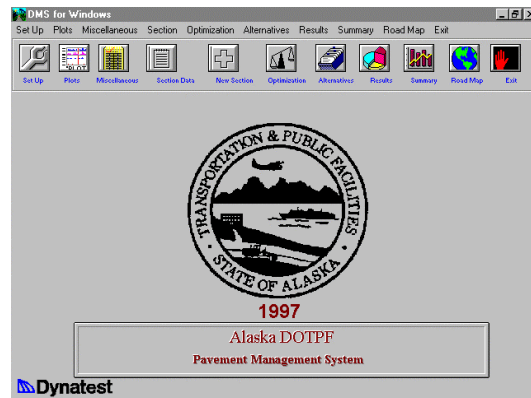 DMS for Windows
Set Up Plots Miscellaneous Section Optimization Alternatives Results Summary Road Map Exit
PLOT
Set Up Plots Miscellaneous Section Data New Section Optimization Alternatives Results Summary Road Map Exit
TRANSPORTATION & PUBLIC FACILITIES
STATE OF ALASKA
1997
Alaska DOTPF
Pavement Management System
Dynatest